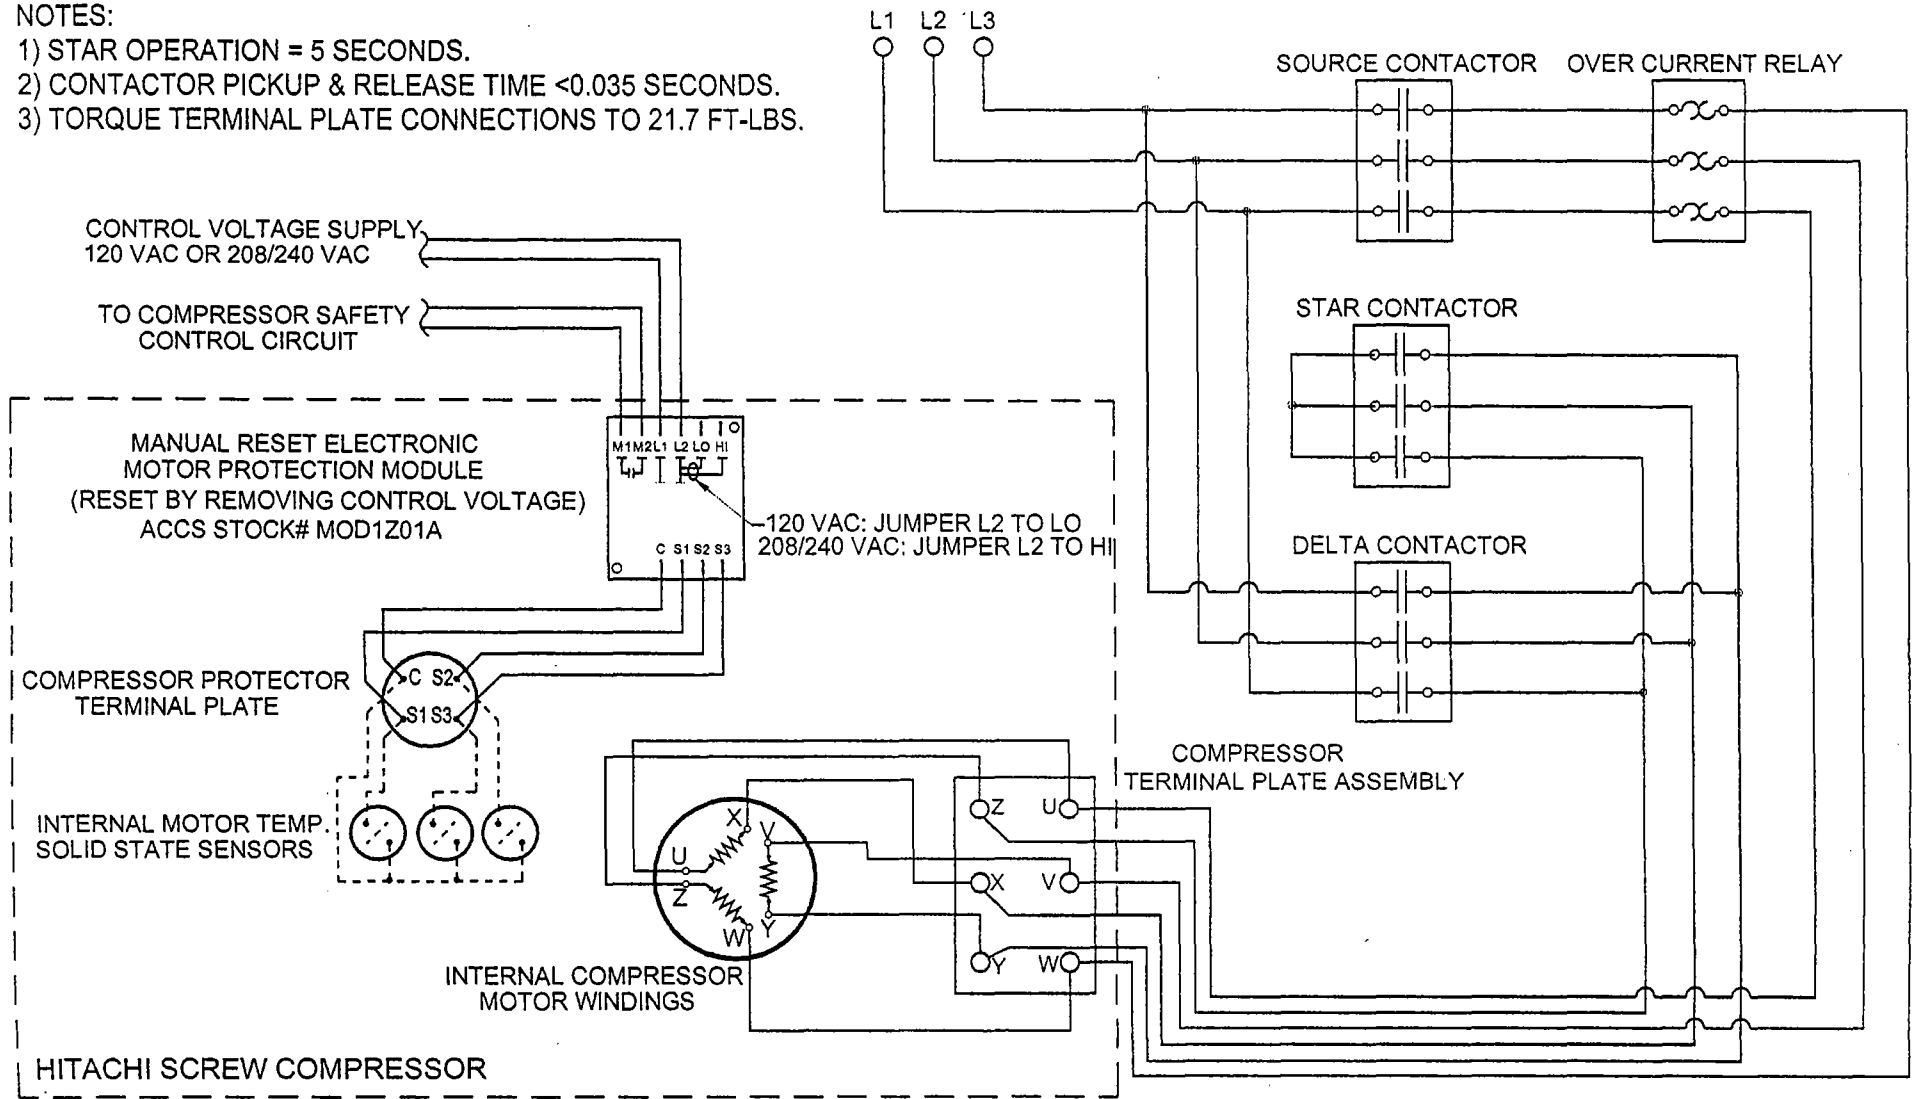 NOTES:
1) STAR OPERATION = 5 SECONDS.
2) CONTACTOR PICKUP & RELEASE TIME <0.035 SECONDS.
3) TORQUE TERMINAL PLATE CONNECTIONS TO 21.7 FT-LBS.
L1 L2 L3
SOURCE CONTACTOR
OVER CURRENT RELAY
CONTROL VOLTAGE SUPPLY
120 VAC OR 208/240 VAC
TO COMPRESSOR SAFETY
CONTROL CIRCUIT
STAR CONTACTOR
MANUAL RESET ELECTRONIC
MOTOR PROTECTION MODULE
(RESET BY REMOVING CONTROL VOLTAGE)
ACCS STOCK# MOD1Z01A
M1 M2 L1 L2 LO HI
120 VAC: JUMPER L2 TO LO
208/240 VAC: JUMPER L2 TO HI
C S1 S2 S3
DELTA CONTACTOR
COMPRESSOR PROTECTOR
TERMINAL PLATE
C S2
S1 S3
INTERNAL MOTOR TEMP.
SOLID STATE SENSORS
COMPRESSOR
TERMINAL PLATE ASSEMBLY
X V
U
Z
W Y
Z U
X V
Y W
INTERNAL COMPRESSOR
MOTOR WINDINGS
HITACHI SCREW COMPRESSOR